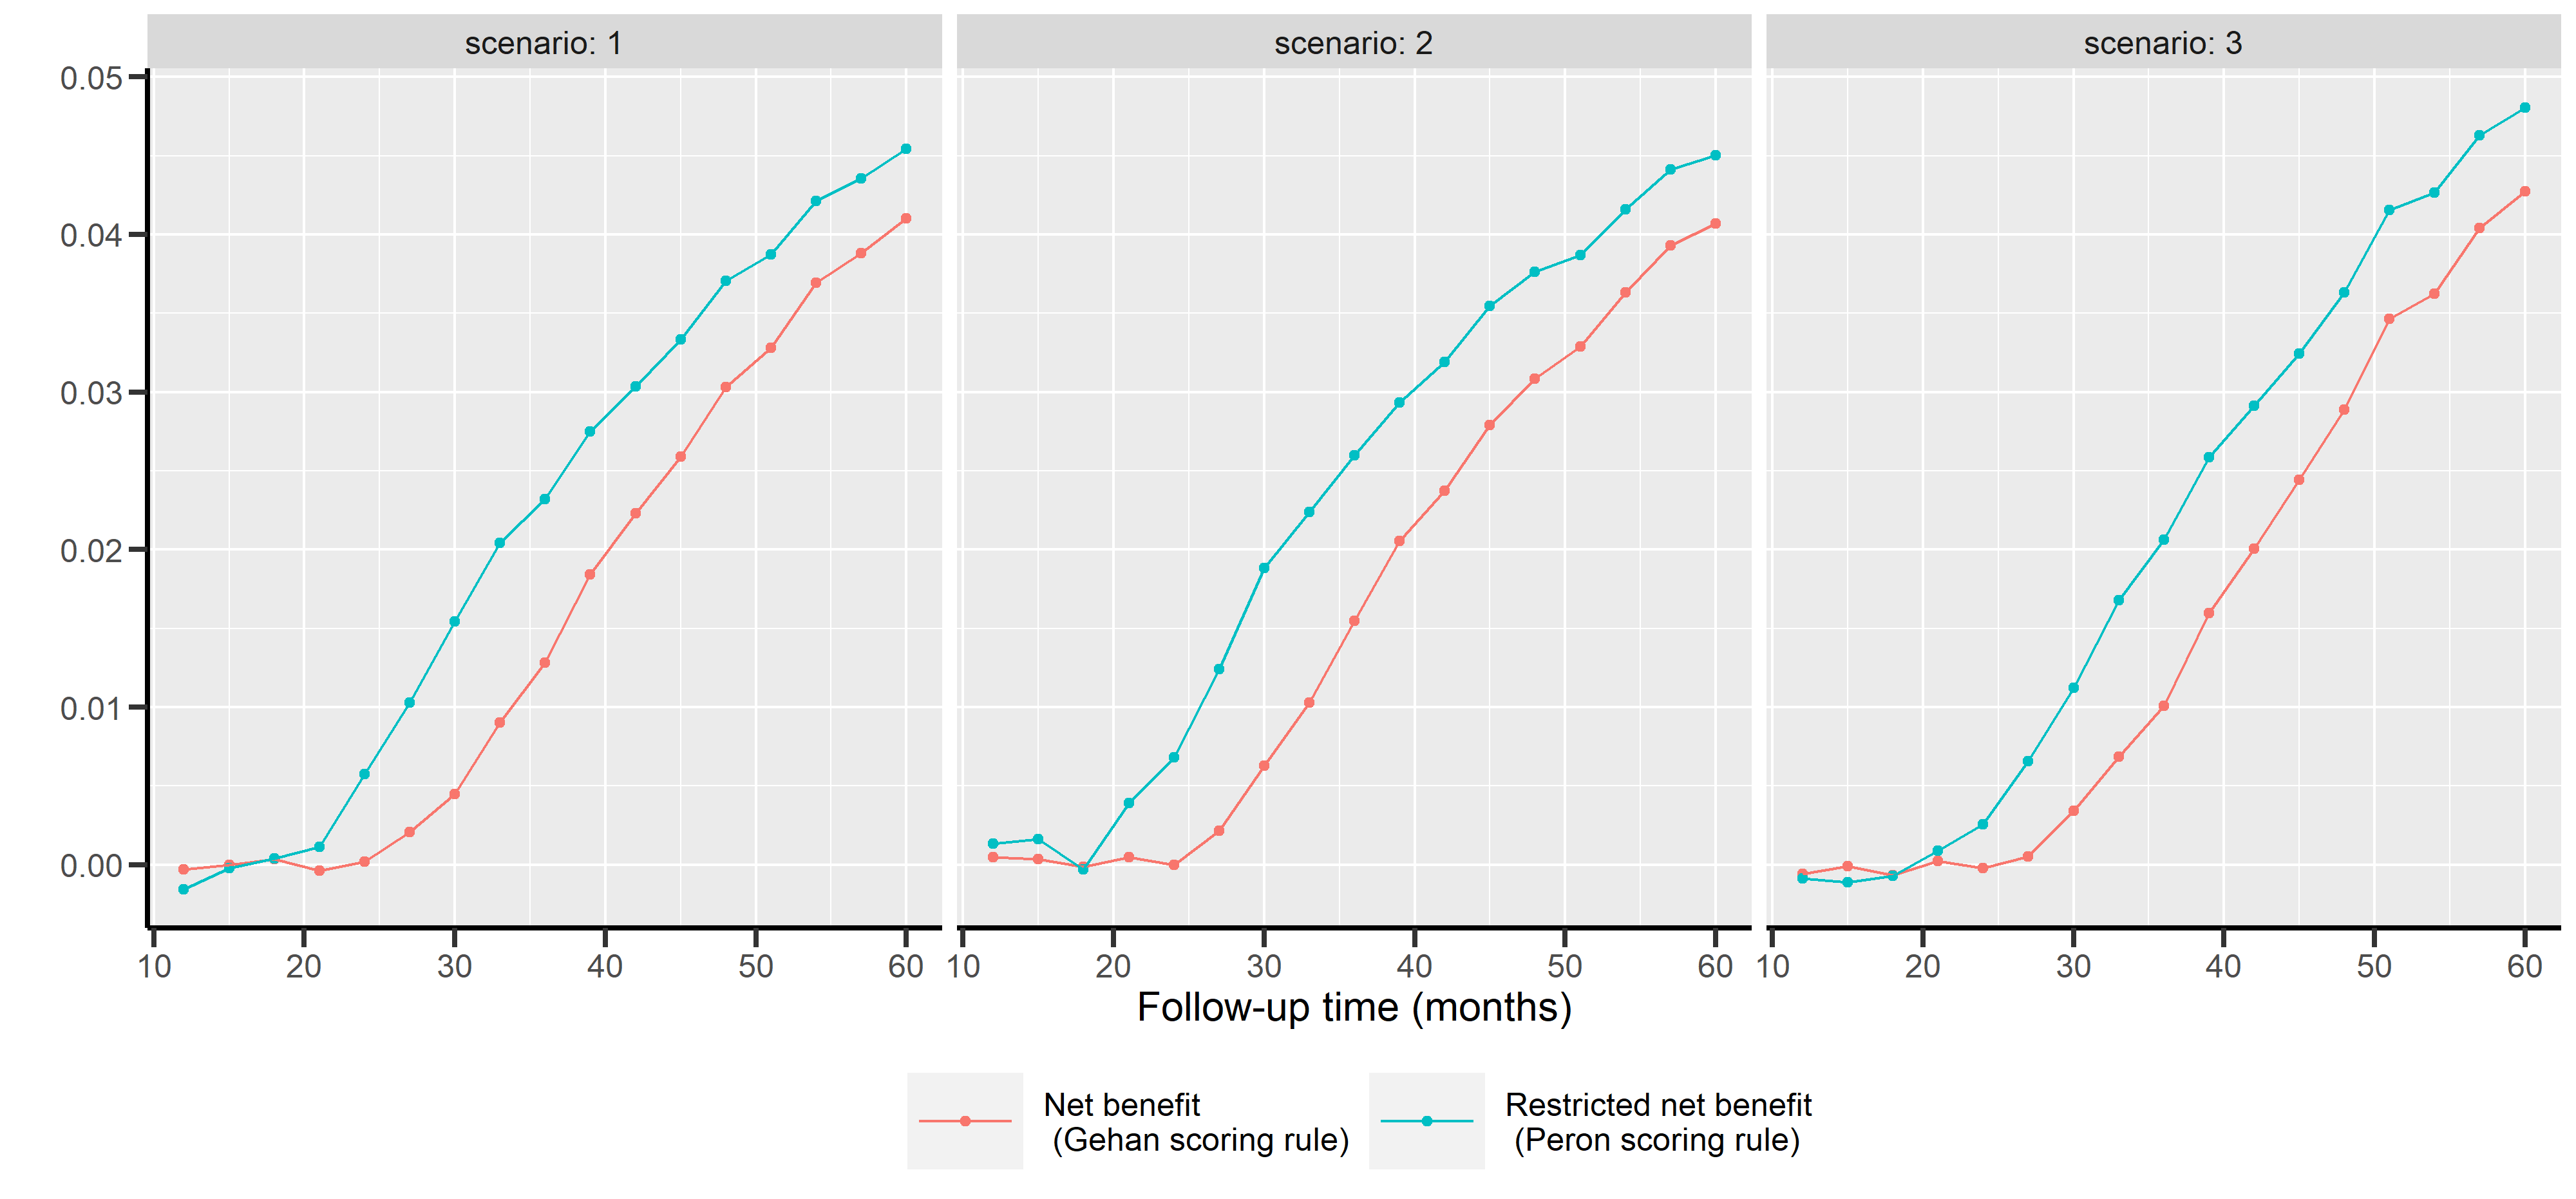 scenario: 1
scenario: 2
scenario: 3
0.05
0.04
0.03
0.02
0.01
0.00
10 20 30 40 50 60 10 20 30 40 50 60 10 20 30 40 50 60
Follow-up time (months)
Net benefit
(Gehan scoring rule)
Restricted net benefit
(Peron scoring rule)